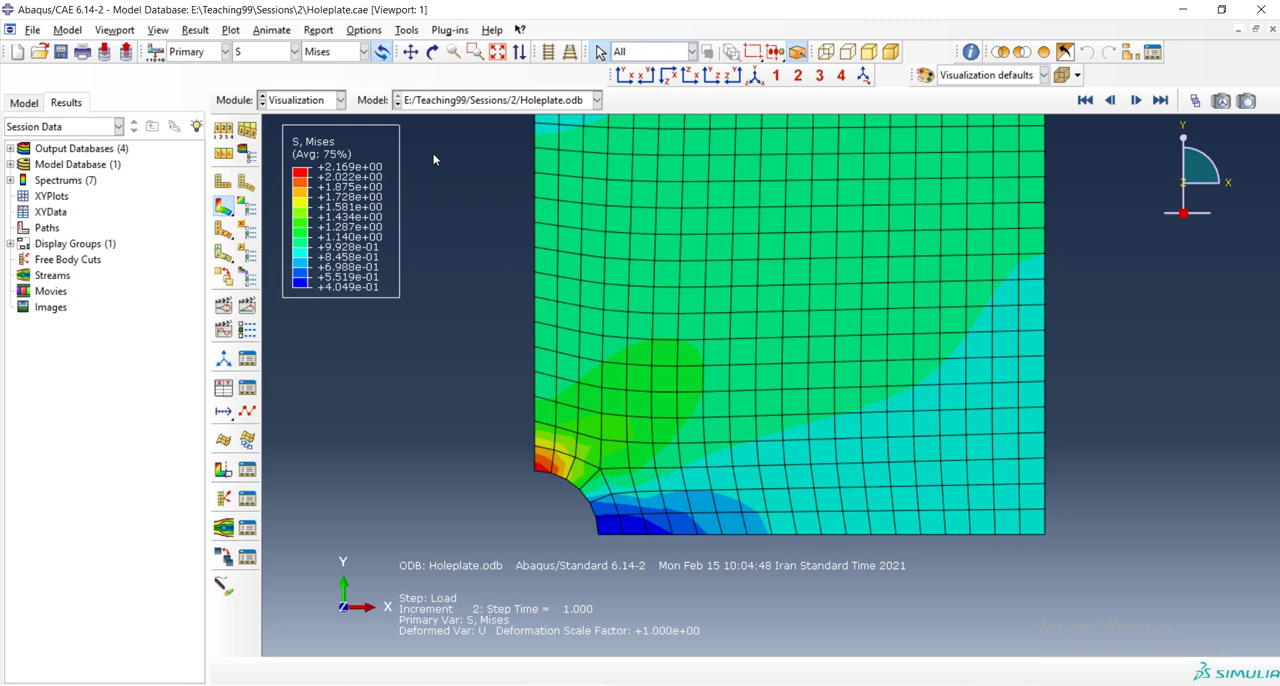 Abaqus/CAE 6.14-2 - Model Database: E:\Teaching99\Sessions\2\Holeplate.cae [Viewport: 1]
File Model Viewport View Result Plot Animate Report Options Tools Plug-ins Help
Primary S Mises All
1 2 3 4 Visualization defaults
Model Results Module: Visualization Model: E:/Teaching99/Sessions/2/Holeplate.odb
Session Data
Output Databases (4)
Model Database (1)
Spectrums (7)
XYPlots
XYData
Paths
Display Groups (1)
Free Body Cuts
Streams
Movies
Images
S, Mises
(Avg: 75%)
+2.169e+00
+2.022e+00
+1.875e+00
+1.728e+00
+1.581e+00
+1.434e+00
+1.287e+00
+1.140e+00
+9.928e-01
+8.458e-01
+6.988e-01
+5.519e-01
+4.049e-01
Y
Z X
Y
Z X
ODB: Holeplate.odb Abaqus/Standard 6.14-2 Mon Feb 15 10:04:48 Iran Standard Time 2021
Step: Load
Increment 2: Step Time = 1.000
Primary Var: S, Mises
Deformed Var: U Deformation Scale Factor: +1.000e+00
Activate Windows
SIMULIA